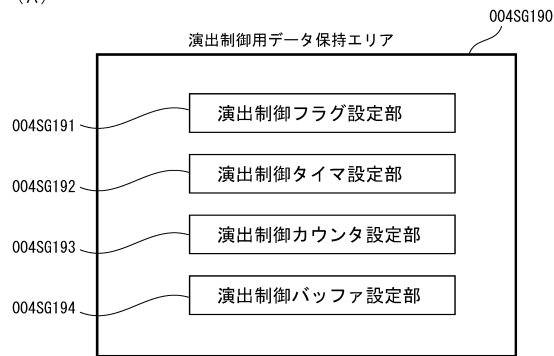 (A)
004SG190
演出制御用データ保持エリア
004SG191
演出制御フラグ設定部
004SG192
演出制御タイマ設定部
004SG193
演出制御カウンタ設定部
004SG194
演出制御バッファ設定部